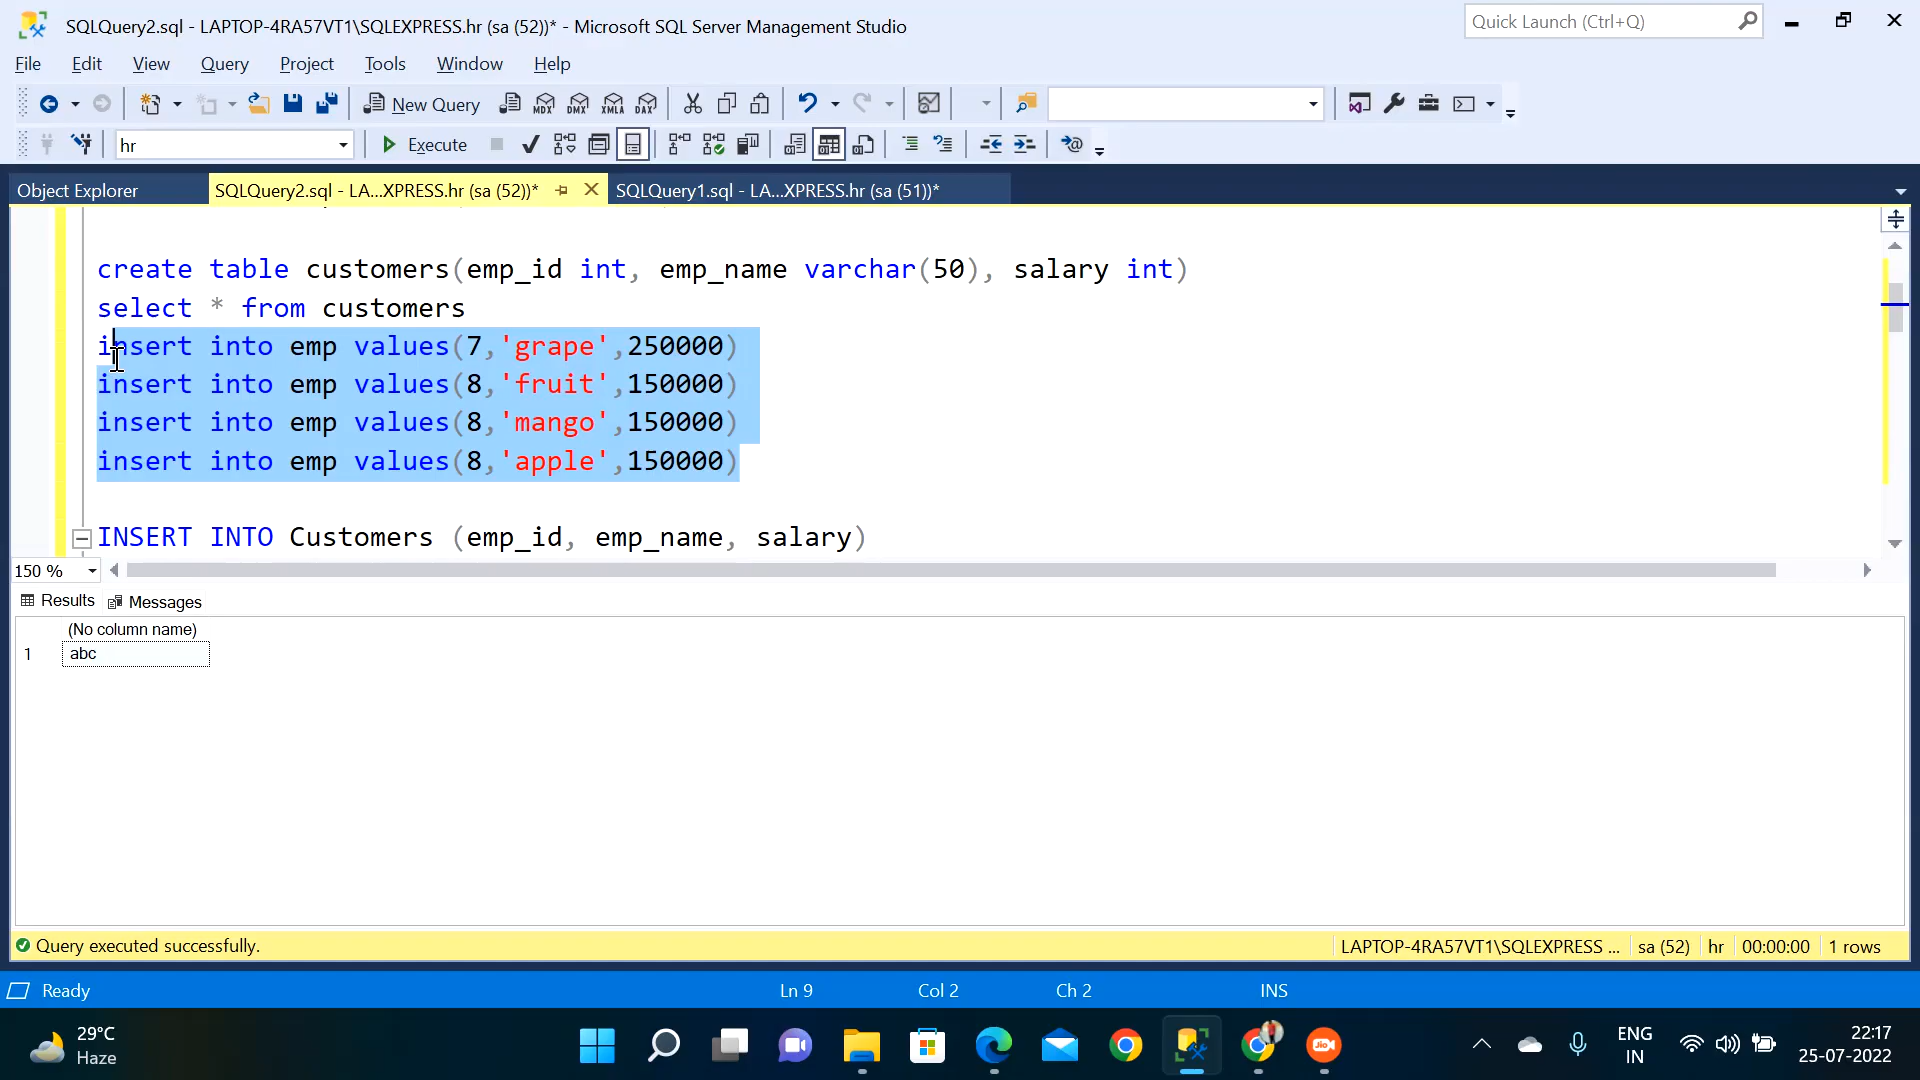 SQLQuery2.sql - LAPTOP-4RA57VT1\SQLEXPRESS.hr (sa (52))* - Microsoft SQL Server Management Studio
Quick Launch (Ctrl+Q)
File Edit View Query Project Tools Window Help
New Query MDX DMX XMLA DAX
hr Execute
Object Explorer SQLQuery2.sql - LA...XPRESS.hr (sa (52))* SQLQuery1.sql - LA...XPRESS.hr (sa (51))*
create table customers(emp_id int, emp_name varchar(50), salary int)
select * from customers
insert into emp values(7,'grape',250000)
insert into emp values(8,'fruit',150000)
insert into emp values(8,'mango',150000)
insert into emp values(8,'apple',150000)
INSERT INTO Customers (emp_id, emp_name, salary)
150 %
Results Messages
(No column name)
1 abc
Query executed successfully. LAPTOP-4RA57VT1\SQLEXPRESS ... sa (52) hr 00:00:00 1 rows
Ready Ln 9 Col 2 Ch 2 INS
29°C
Haze
Jio
ENG
IN
22:17
25-07-2022